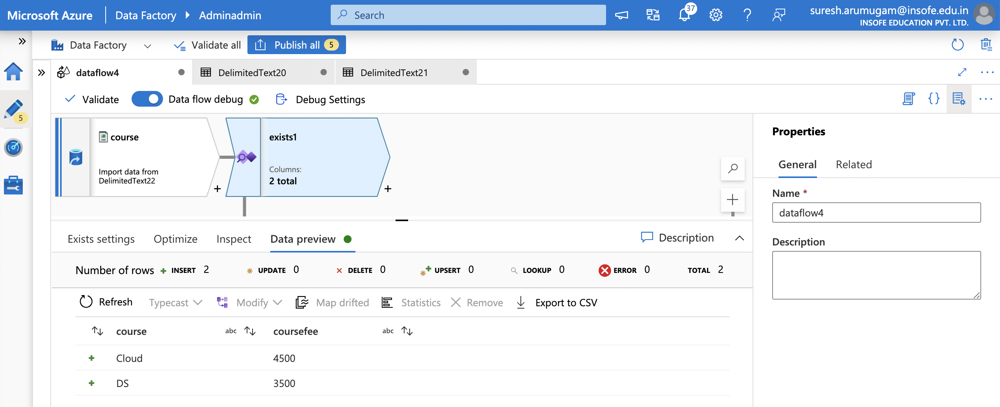 Microsoft Azure
Data Factory
Adminadmin
Search
37
suresh.arumugam@insofe.edu.in
INSOFE EDUCATION PVT. LTD.
Data Factory
Validate all
Publish all 5
dataflow4
DelimitedText20
DelimitedText21
5
Validate
Data flow debug
Debug Settings
course
Import data from
DelimitedText22
+
exists1
Columns:
2 total
+
Exists settings
Optimize
Inspect
Data preview
Description
Number of rows
INSERT 2
UPDATE 0
DELETE 0
UPSERT 0
LOOKUP 0
ERROR 0
TOTAL 2
Refresh
Typecast
Modify
Map drifted
Statistics
Remove
Export to CSV
course abc
coursefee abc
Cloud 4500
DS 3500
Properties
General
Related
Name *
dataflow4
Description